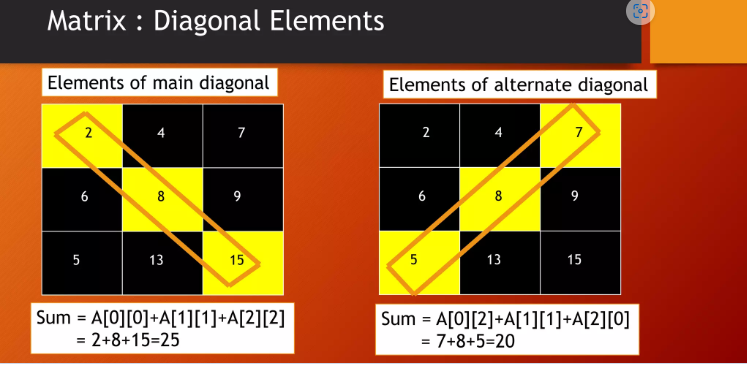 Matrix : Diagonal Elements
Elements of main diagonal
2 4 7
6 8 9
5 13 15
Sum = A[0][0]+A[1][1]+A[2][2]
= 2+8+15=25
Elements of alternate diagonal
2 4 7
6 8 9
5 13 15
Sum = A[0][2]+A[1][1]+A[2][0]
= 7+8+5=20